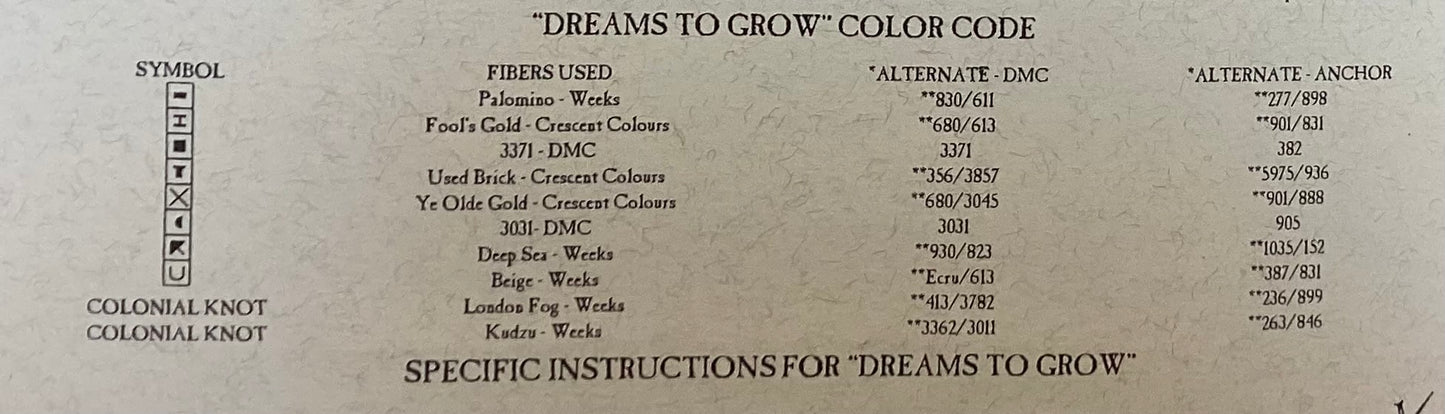 "DREAMS TO GROW" COLOR CODE
SYMBOL FIBERS USED *ALTERNATE - DMC *ALTERNATE - ANCHOR
Palomino - Weeks **830/611 **277/898
Fool's Gold - Crescent Colours **680/613 **901/831
3371 - DMC 3371 382
Used Brick - Crescent Colours **356/3857 **5975/936
Ye Olde Gold - Crescent Colours **680/3045 **901/888
3031- DMC 3031 905
Deep Sea - Weeks **930/823 **1035/152
Beige - Weeks **Ecru/613 **387/831
COLONIAL KNOT London Fog - Weeks **413/3782 **236/899
COLONIAL KNOT Kudzu - Weeks **3362/3011 **263/846
SPECIFIC INSTRUCTIONS FOR "DREAMS TO GROW"